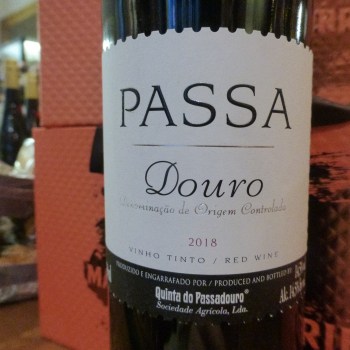 PASSA
Douro
Denominação de Origem Controlada
2018
VINHO TINTO / RED WINE
PRODUZIDO E ENGARRAFADO POR / PRODUCED AND BOTTLED BY
Quinta do Passadouro
Sociedade Agrícola, Lda.